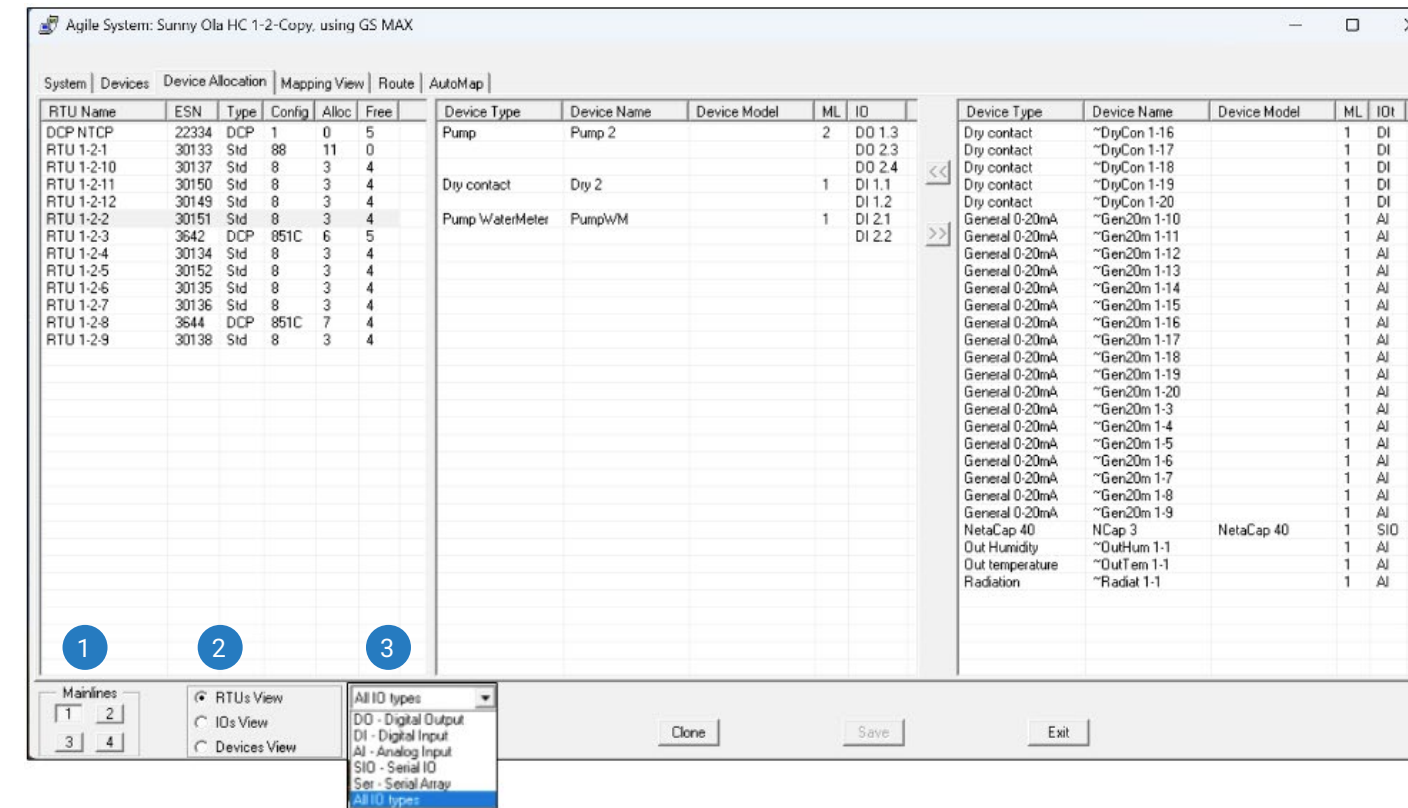 Agile System: Sunny Ola HC 1-2-Copy, using GS MAX
System Devices Device Allocation Mapping View Route AutoMap
RTU Name ESN Type Config Alloc Free
DCP NTCP 22334 DCP 1 0 5
RTU 1-2-1 30133 Std 88 11 0
RTU 1-2-10 30137 Std 8 3 4
RTU 1-2-11 30150 Std 8 3 4
RTU 1-2-12 30149 Std 8 3 4
RTU 1-2-2 30151 Std 8 3 4
RTU 1-2-3 3642 DCP 851C 6 5
RTU 1-2-4 30134 Std 8 3 4
RTU 1-2-5 30152 Std 8 3 4
RTU 1-2-6 30135 Std 8 3 4
RTU 1-2-7 30136 Std 8 3 4
RTU 1-2-8 3644 DCP 851C 7 4
RTU 1-2-9 30138 Std 8 3 4
Device Type Device Name Device Model ML IO
Pump Pump 2 2 DO 1.3
DO 2.3
DO 2.4
Dry contact Dry 2 1 DI 1.1
DI 1.2
Pump WaterMeter PumpWM 1 DI 2.1
DI 2.2
<<
>>
Device Type Device Name Device Model ML IOt
Dry contact ~DryCon 1-16 1 DI
Dry contact ~DryCon 1-17 1 DI
Dry contact ~DryCon 1-18 1 DI
Dry contact ~DryCon 1-19 1 DI
Dry contact ~DryCon 1-20 1 DI
General 0-20mA ~Gen20m 1-10 1 AI
General 0-20mA ~Gen20m 1-11 1 AI
General 0-20mA ~Gen20m 1-12 1 AI
General 0-20mA ~Gen20m 1-13 1 AI
General 0-20mA ~Gen20m 1-14 1 AI
General 0-20mA ~Gen20m 1-15 1 AI
General 0-20mA ~Gen20m 1-16 1 AI
General 0-20mA ~Gen20m 1-17 1 AI
General 0-20mA ~Gen20m 1-18 1 AI
General 0-20mA ~Gen20m 1-19 1 AI
General 0-20mA ~Gen20m 1-20 1 AI
General 0-20mA ~Gen20m 1-3 1 AI
General 0-20mA ~Gen20m 1-4 1 AI
General 0-20mA ~Gen20m 1-5 1 AI
General 0-20mA ~Gen20m 1-6 1 AI
General 0-20mA ~Gen20m 1-7 1 AI
General 0-20mA ~Gen20m 1-8 1 AI
General 0-20mA ~Gen20m 1-9 1 AI
NetaCap 40 NCap 3 NetaCap 40 1 SIO
Out Humidity ~OutHum 1-1 1 AI
Out temperature ~OutTem 1-1 1 AI
Radiation ~Radiat 1-1 1 AI
1 2 3
Mainlines
1 2
3 4
RTUs View
IOs View
Devices View
All IO types
DO - Digital Output
DI - Digital Input
AI - Analog Input
SIO - Serial IO
Ser - Serial Array
All IO types
Clone Save Exit